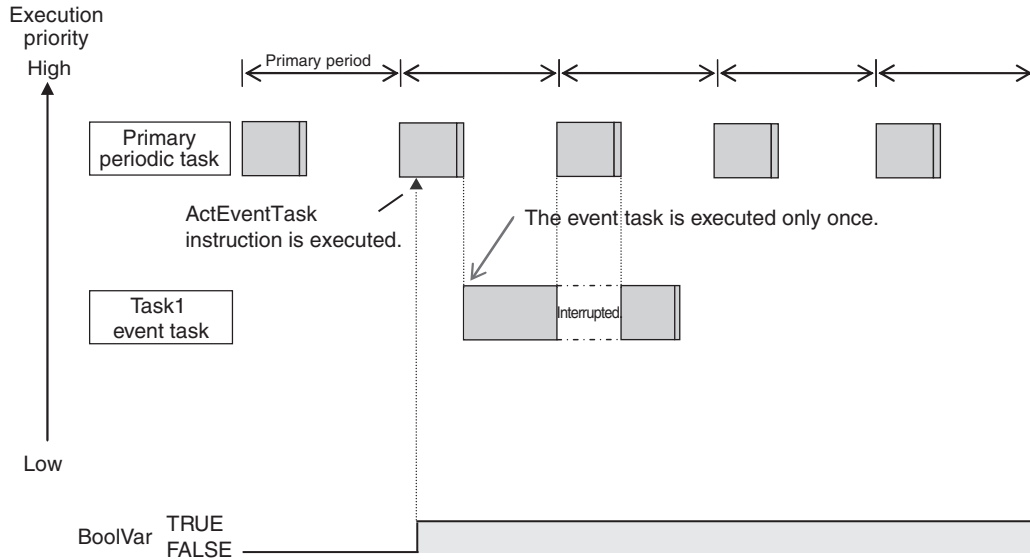 Execution
priority
High
Primary period
Primary
periodic task
ActEventTask
instruction is executed.
The event task is executed only once.
Task1
event task
Interrupted.
Low
BoolVar
TRUE
FALSE